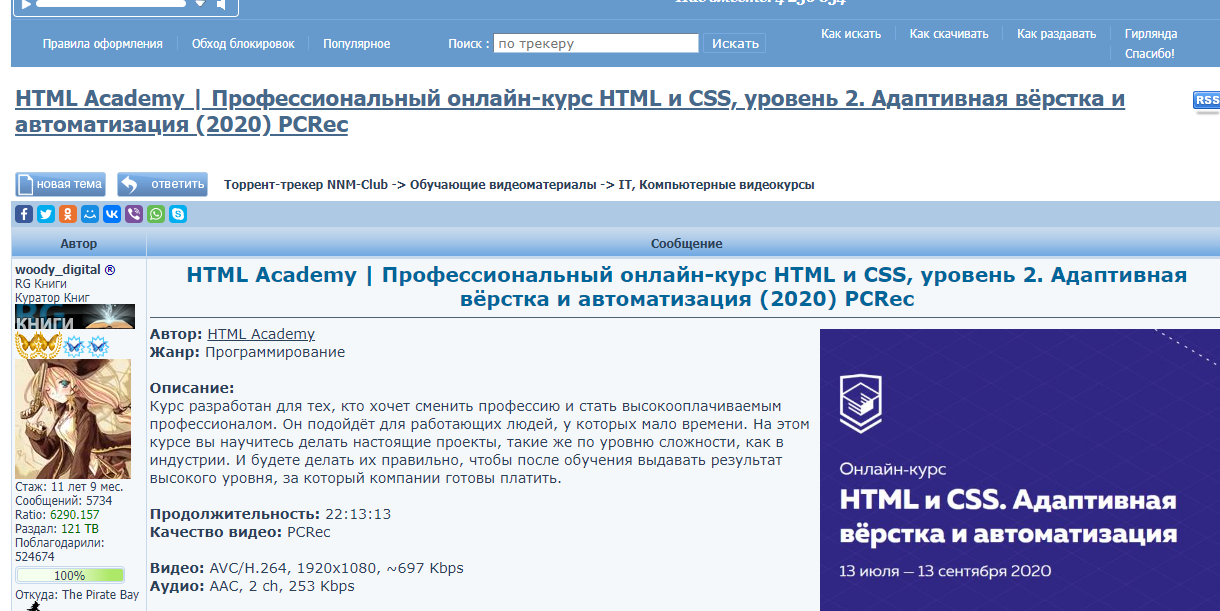 Правила оформления
Обход блокировок
Популярное
Поиск :
по трекеру
Искать
Как искать
Как скачивать
Как раздавать
Гирлянда
Спасибо!
HTML Academy | Профессиональный онлайн-курс HTML и CSS, уровень 2. Адаптивная вёрстка и
автоматизация (2020) PCRec
RSS
новая тема
ответить
Торрент-трекер NNM-Club -> Обучающие видеоматериалы -> IT, Компьютерные видеокурсы
Автор
Сообщение
woody_digital ®
RG Книги
Куратор Книг
RG
КНИГИ
Стаж: 11 лет 9 мес.
Сообщений: 5734
Ratio: 6290.157
Раздал: 121 TB
Поблагодарили:
524674
100%
Откуда: The Pirate Bay
HTML Academy | Профессиональный онлайн-курс HTML и CSS, уровень 2. Адаптивная
вёрстка и автоматизация (2020) PCRec
Автор: HTML Academy
Жанр: Программирование
Описание:
Курс разработан для тех, кто хочет сменить профессию и стать высокооплачиваемым
профессионалом. Он подойдёт для работающих людей, у которых мало времени. На этом
курсе вы научитесь делать настоящие проекты, такие же по уровню сложности, как в
индустрии. И будете делать их правильно, чтобы после обучения выдавать результат
высокого уровня, за который компании готовы платить.
Продолжительность: 22:13:13
Качество видео: PCRec
Видео: AVC/H.264, 1920x1080, ~697 Kbps
Аудио: AAC, 2 ch, 253 Kbps
Онлайн-курс
HTML и CSS. Адаптивная
вёрстка и автоматизация
13 июля – 13 сентября 2020